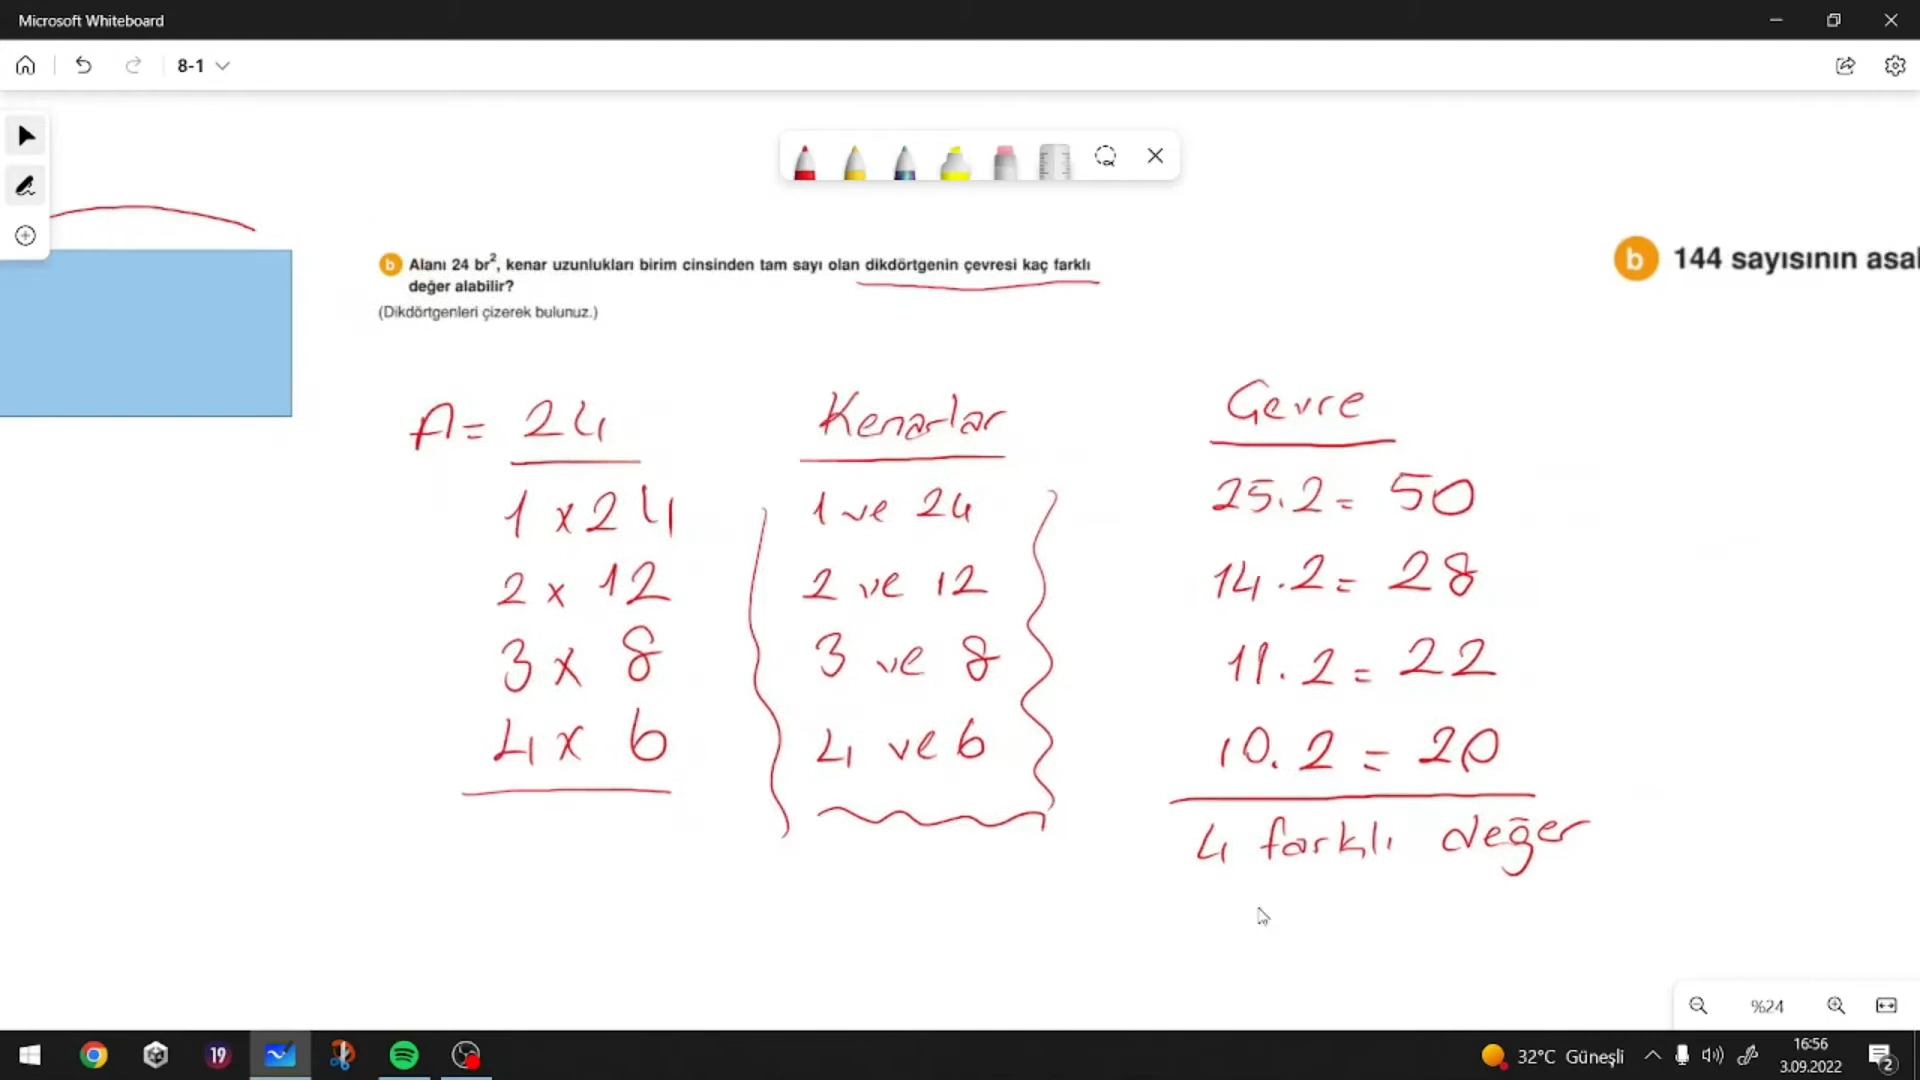 Microsoft Whiteboard
8-1
b Alanı 24 br², kenar uzunlukları birim cinsinden tam sayı olan dikdörtgenin çevresi kaç farklı
değer alabilir?
(Dikdörtgenleri çizerek bulunuz.)
b 144 sayısının asal
A= 24
1 x 24
2 x 12
3 x 8
4 x 6
Kenarlar
1 ve 24
2 ve 12
3 ve 8
4 ve 6
Çevre
25.2= 50
14.2= 28
11.2= 22
10.2= 20
4 farklı değer
%24
19
32°C Güneşli
16:56
3.09.2022
2